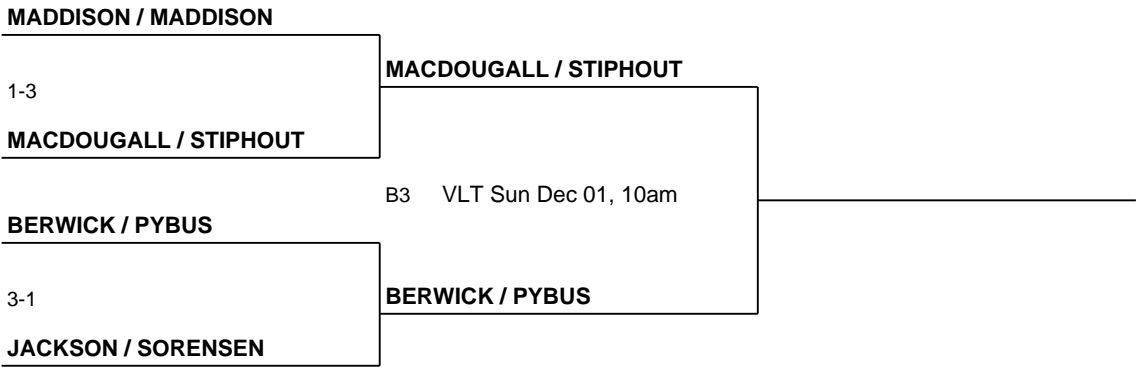 MADDISON / MADDISON
1-3
MACDOUGALL / STIPHOUT
MACDOUGALL / STIPHOUT
B3 VLT Sun Dec 01, 10am
BERWICK / PYBUS
3-1
JACKSON / SORENSEN
BERWICK / PYBUS